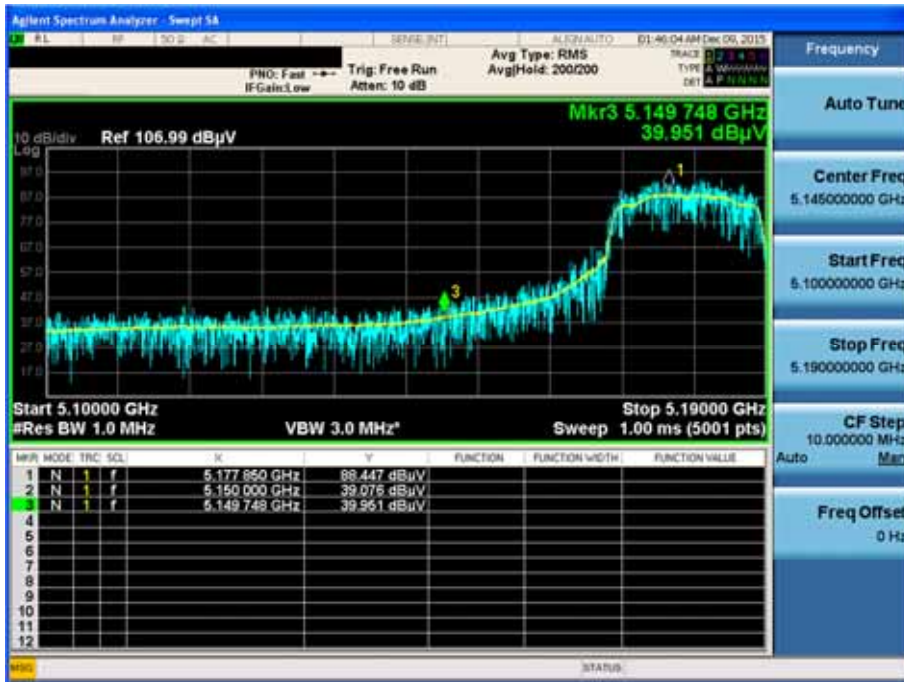 Agilent Spectrum Analyzer - Swept SA
RL RF 50 Ω AC SENSE:INT ALIGN AUTO 01:46:04 AM Dec 09, 2015
Frequency
PNO: Fast Trig: Free Run Avg Type: RMS TRACE 1 2 3 4 5 6
IFGain:Low Atten: 10 dB Avg|Hold: 200/200 TYPE
DET
Auto Tune
Mkr3 5.149 748 GHz
39.951 dBµV
10 dB/div Ref 106.99 dBµV
Log
97.0
87.0
77.0
67.0
57.0
47.0
37.0
27.0
17.0
1
3
Center Freq
5.145000000 GHz
Start Freq
5.100000000 GHz
Stop Freq
5.190000000 GHz
Start 5.10000 GHz Stop 5.19000 GHz
#Res BW 1.0 MHz VBW 3.0 MHz* Sweep 1.00 ms (5001 pts)
CF Step
10.000000 MHz
Auto Man
Freq Offset
0 Hz
MKR MODE TRC SCL X Y FUNCTION FUNCTION WIDTH FUNCTION VALUE
1 N 1 f 5.177 850 GHz 88.447 dBµV
2 N 1 f 5.150 000 GHz 39.076 dBµV
3 N 1 f 5.149 748 GHz 39.951 dBµV
4
5
6
7
8
9
10
11
12
MSG STATUS